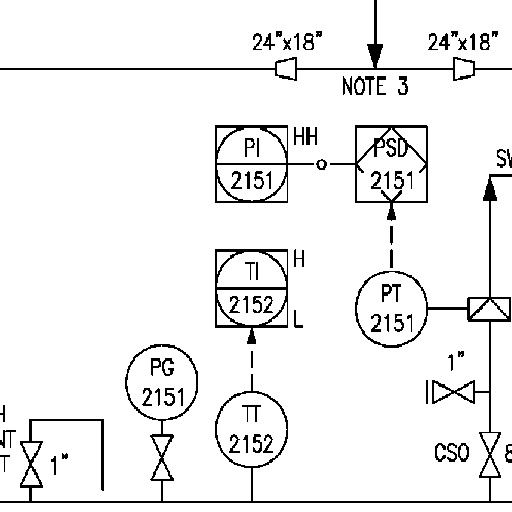 24"x18"
24"x18"
NOTE 3
PI
2151
HH
PSD
2151
SV
TI
2152
H
L
PT
2151
PG
2151
1"
TT
2152
H
NT
T
1"
CSO
8